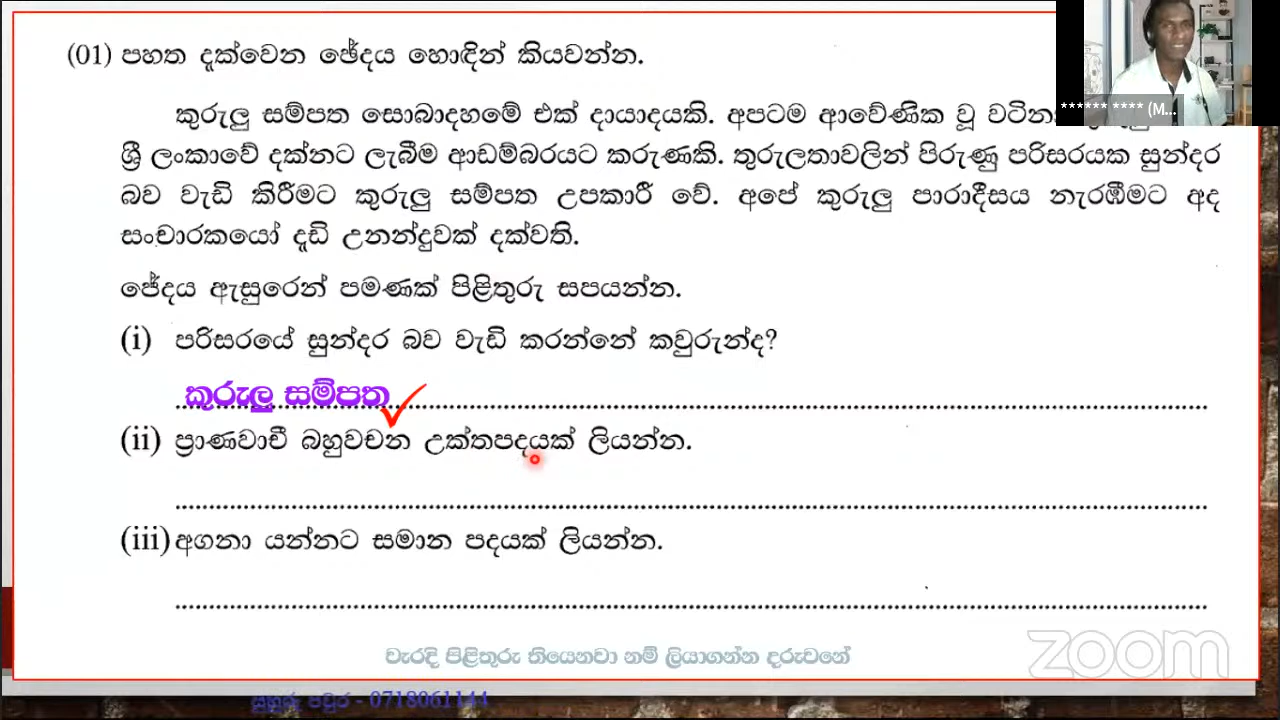 (01) පහත දැක්වෙන ඡේදය හොඳින් කියවන්න.
****** **** (M...
කුරුලු සම්පත සොබාදහමේ එක් දායාදයකි. අපටම ආවේණික වූ
ශ්‍රී ලංකාවේ දක්නට ලැබීම ආඩම්බරයට කරුණකි. තුරුලතාවලින් පිරුණු පරිසරයක සුන්දර
බව වැඩි කිරීමට කුරුලු සම්පත උපකාරී වේ. අපේ කුරුලු පාරාදීසය නැරඹීමට අද
සංචාරකයෝ දැඩි උනන්දුවක් දක්වති.
ඡේදය ඇසුරෙන් පමණක් පිළිතුරු සපයන්න.
(i) පරිසරයේ සුන්දර බව වැඩි කරන්නේ කවුරුන්ද?
කුරුලු සම්පත
(ii) ප්‍රාණවාචී බහුවචන උක්තපදයක් ලියන්න.
(iii) අගනා යන්නට සමාන පදයක් ලියන්න.
වැරදි පිළිතුරු තියෙනවා නම් ලියාගන්න දරුවනේ
zoom
පවුර - 0718061144